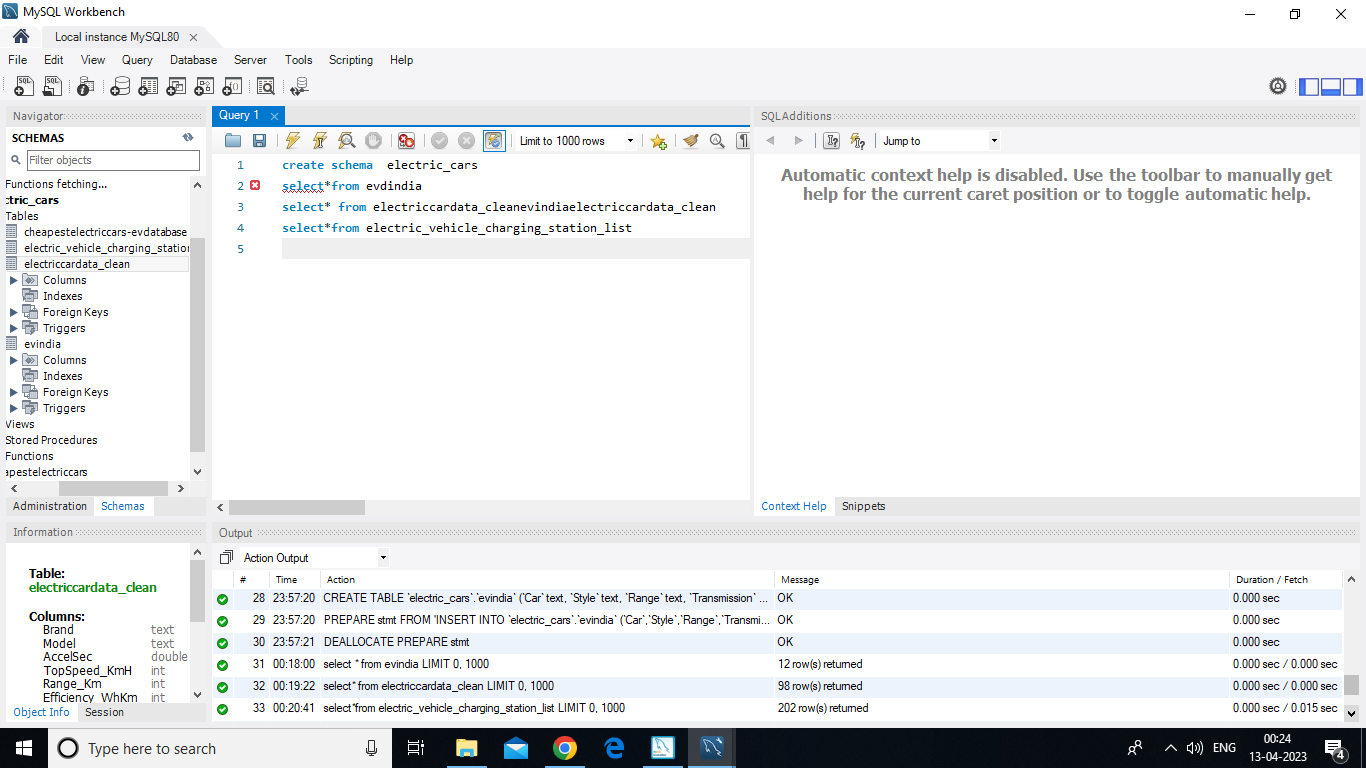 MySQL Workbench
Local instance MySQL80
File Edit View Query Database Server Tools Scripting Help
Navigator
SCHEMAS
Filter objects
Functions fetching...
ctric_cars
Tables
cheapestelectriccars-evdatabase
electric_vehicle_charging_station
electriccardata_clean
Columns
Indexes
Foreign Keys
Triggers
evindia
Columns
Indexes
Foreign Keys
Triggers
Views
Stored Procedures
Functions
apestelectriccars
Administration Schemas
Query 1
Limit to 1000 rows
1 create schema  electric_cars
2 select*from evdindia
3 select* from electriccardata_cleanevindiaelectriccardata_clean
4 select*from electric_vehicle_charging_station_list
5
SQLAdditions
Jump to
Automatic context help is disabled. Use the toolbar to manually get
help for the current caret position or to toggle automatic help.
Context Help Snippets
Information
Table:
electriccardata_clean
Columns:
Brand text
Model text
AccelSec double
TopSpeed_KmH int
Range_Km int
Efficiency_WhKm int
Object Info Session
Output
Action Output
# Time Action Message Duration / Fetch
28 23:57:20 CREATE TABLE `electric_cars`.`evindia` (`Car` text, `Style` text, `Range` text, `Transmission` ... OK 0.000 sec
29 23:57:20 PREPARE stmt FROM 'INSERT INTO `electric_cars`.`evindia` (`Car`,`Style`,`Range`,`Transmi... OK 0.000 sec
30 23:57:21 DEALLOCATE PREPARE stmt OK 0.000 sec
31 00:18:00 select * from evindia LIMIT 0, 1000 12 row(s) returned 0.000 sec / 0.000 sec
32 00:19:22 select* from electriccardata_clean LIMIT 0, 1000 98 row(s) returned 0.000 sec / 0.000 sec
33 00:20:41 select*from electric_vehicle_charging_station_list LIMIT 0, 1000 202 row(s) returned 0.000 sec / 0.015 sec
Type here to search
ENG
00:24
13-04-2023
4